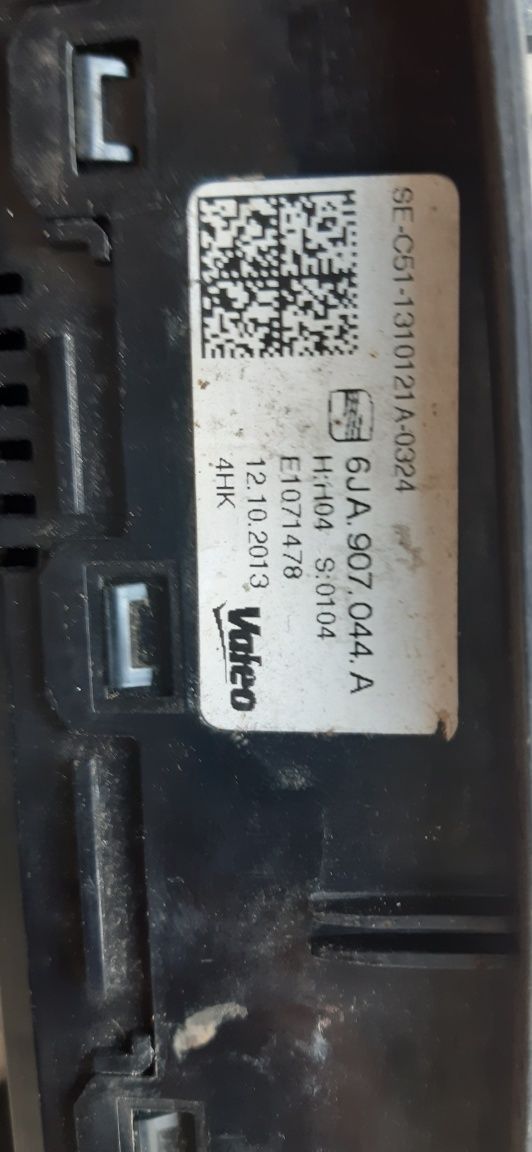 SE-C51-1310121A-0324
6JA.907.044.A
H:H04 S:0104
E1071478
12.10.2013
4HK
Valeo